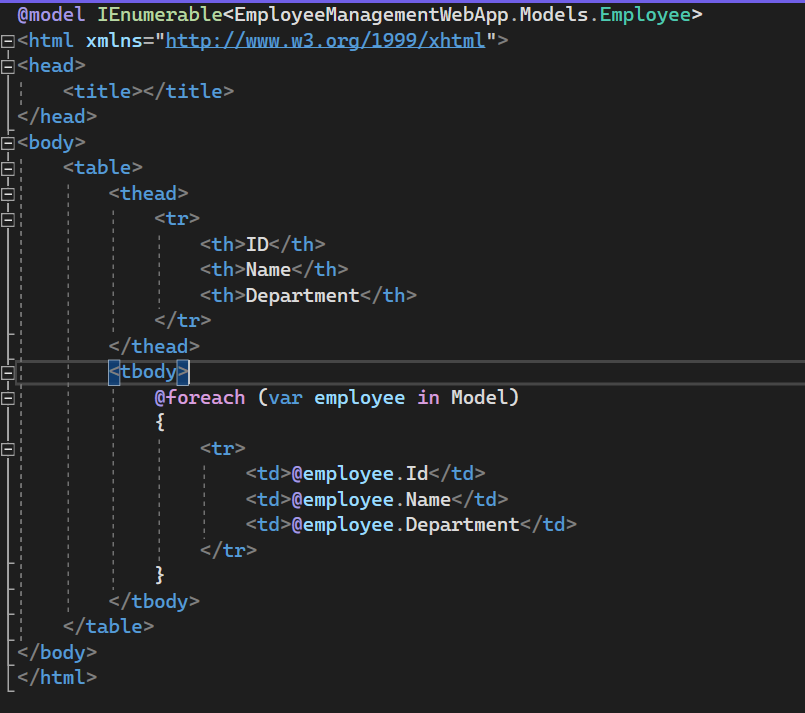 @model IEnumerable<EmployeeManagementWebApp.Models.Employee>
<html xmlns="http://www.w3.org/1999/xhtml">
<head>
    <title></title>
</head>
<body>
    <table>
        <thead>
            <tr>
                <th>ID</th>
                <th>Name</th>
                <th>Department</th>
            </tr>
        </thead>
        <tbody>
            @foreach (var employee in Model)
            {
                <tr>
                    <td>@employee.Id</td>
                    <td>@employee.Name</td>
                    <td>@employee.Department</td>
                </tr>
            }
        </tbody>
    </table>
</body>
</html>